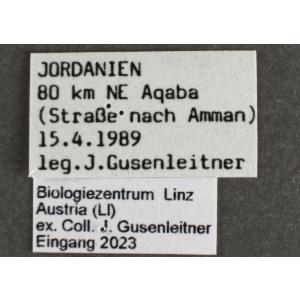 JORDANIEN
80 km NE Aqaba
(Straße nach Amman)
15.4.1989
leg.J.Gusenleitner
Biologiezentrum Linz
Austria (LI)
ex. Coll. J. Gusenleitner
Eingang 2023